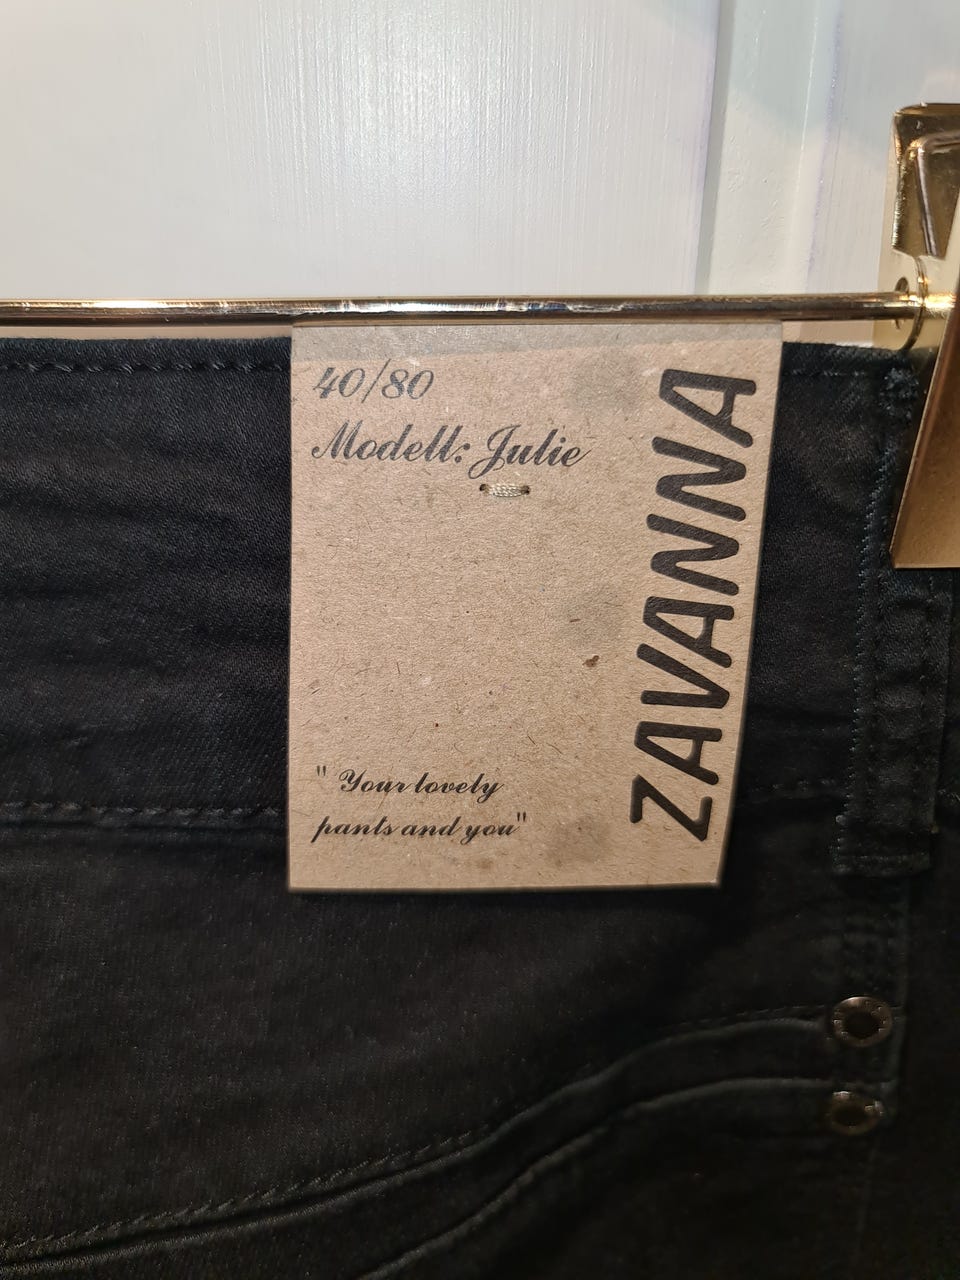 40/80
Modell: Julie
ZAVANNA
" Your lovely
pants and you"